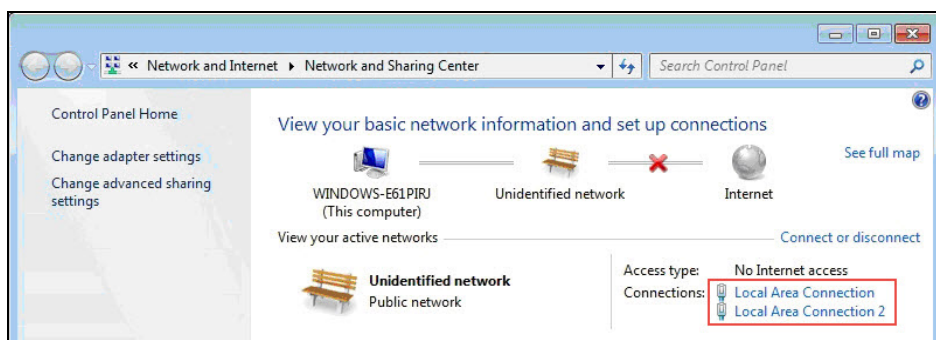 « Network and Internet ▸ Network and Sharing Center
Search Control Panel
Control Panel Home
Change adapter settings
Change advanced sharing
settings
View your basic network information and set up connections
See full map
WINDOWS-E61PIRJ
(This computer)
Unidentified network
Internet
View your active networks
Connect or disconnect
Unidentified network
Public network
Access type: No Internet access
Connections: Local Area Connection
Local Area Connection 2